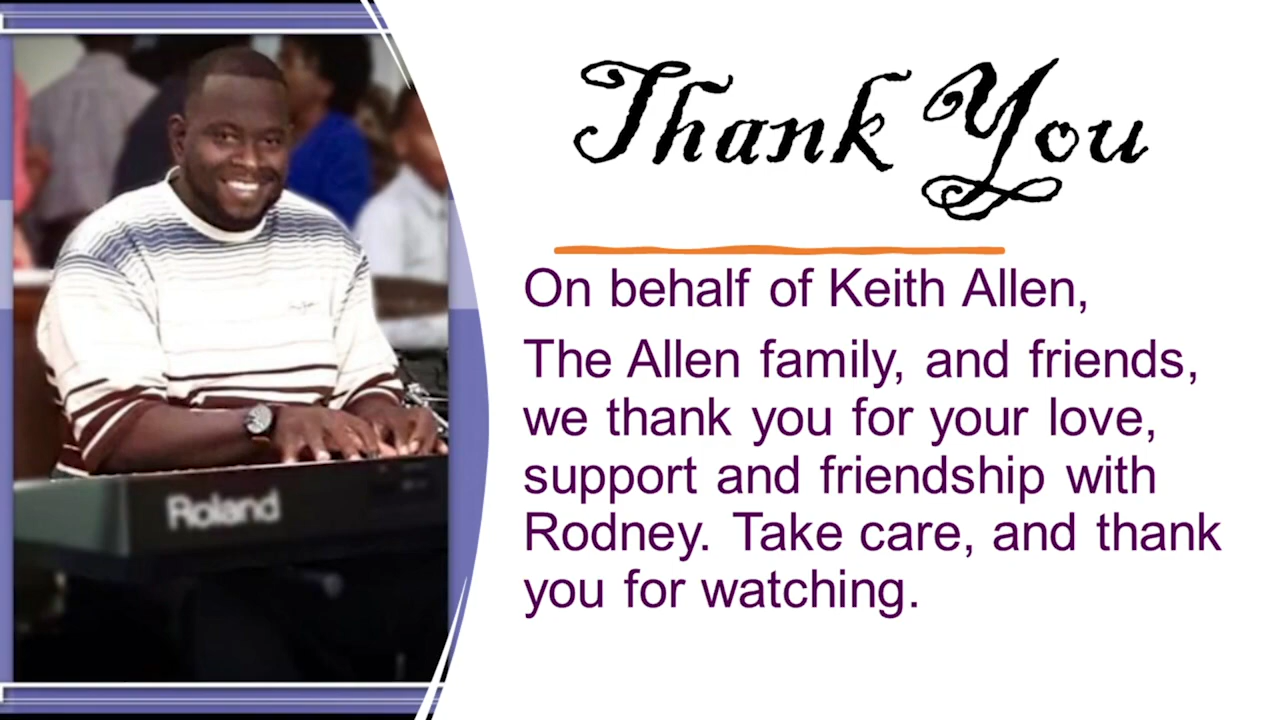 Thank You
On behalf of Keith Allen,
The Allen family, and friends,
we thank you for your love,
support and friendship with
Rodney. Take care, and thank
you for watching.
Roland